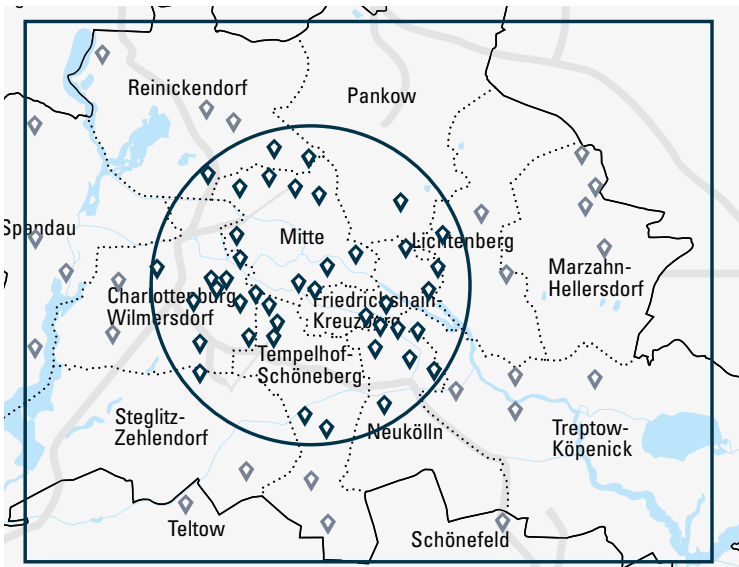 Reinickendorf
Pankow
Spandau
Mitte
Lichtenberg
Marzahn-
Hellersdorf
Charlottenburg
Wilmersdorf
Friedrichshain-
Kreuzberg
Tempelhof-
Schöneberg
Steglitz-
Zehlendorf
Neukölln
Treptow-
Köpenick
Teltow
Schönefeld